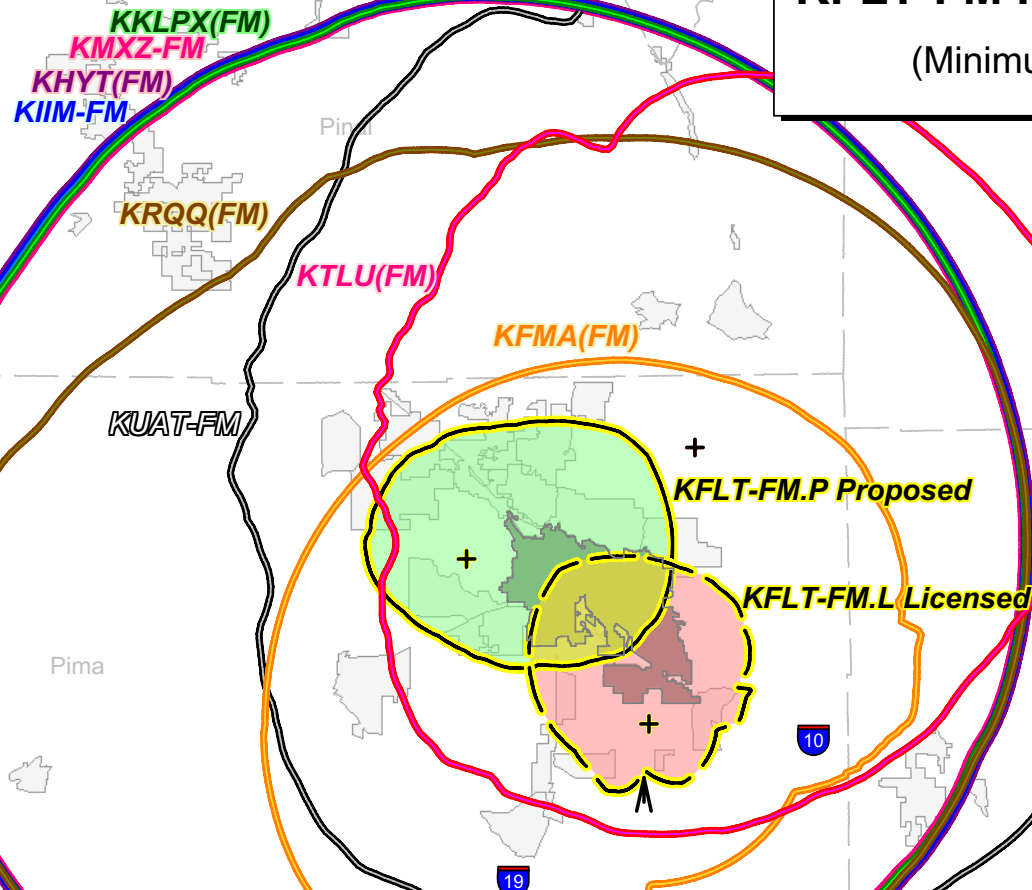 KKLPX(FM)
KMXZ-FM
KHYT(FM)
KIIM-FM
(Minimu
Pinal
KRQQ(FM)
KTLU(FM)
KFMA(FM)
KUAT-FM
KFLT-FM.P Proposed
KFLT-FM.L Licensed
Pima
10
19